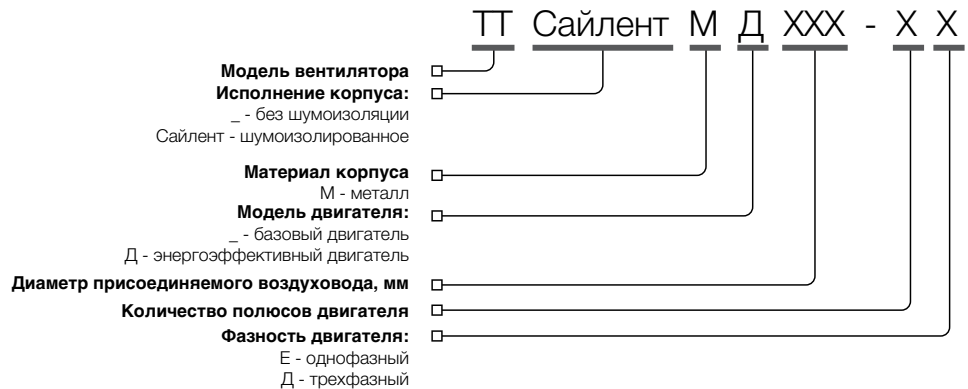 ТТ Сайлент М Д XXX - X X
Модель вентилятора
Исполнение корпуса:
_ - без шумоизоляции
Сайлент - шумоизолированное
Материал корпуса
М - металл
Модель двигателя:
_ - базовый двигатель
Д - энергоэффективный двигатель
Диаметр присоединяемого воздуховода, мм
Количество полюсов двигателя
Фазность двигателя:
Е - однофазный
Д - трехфазный